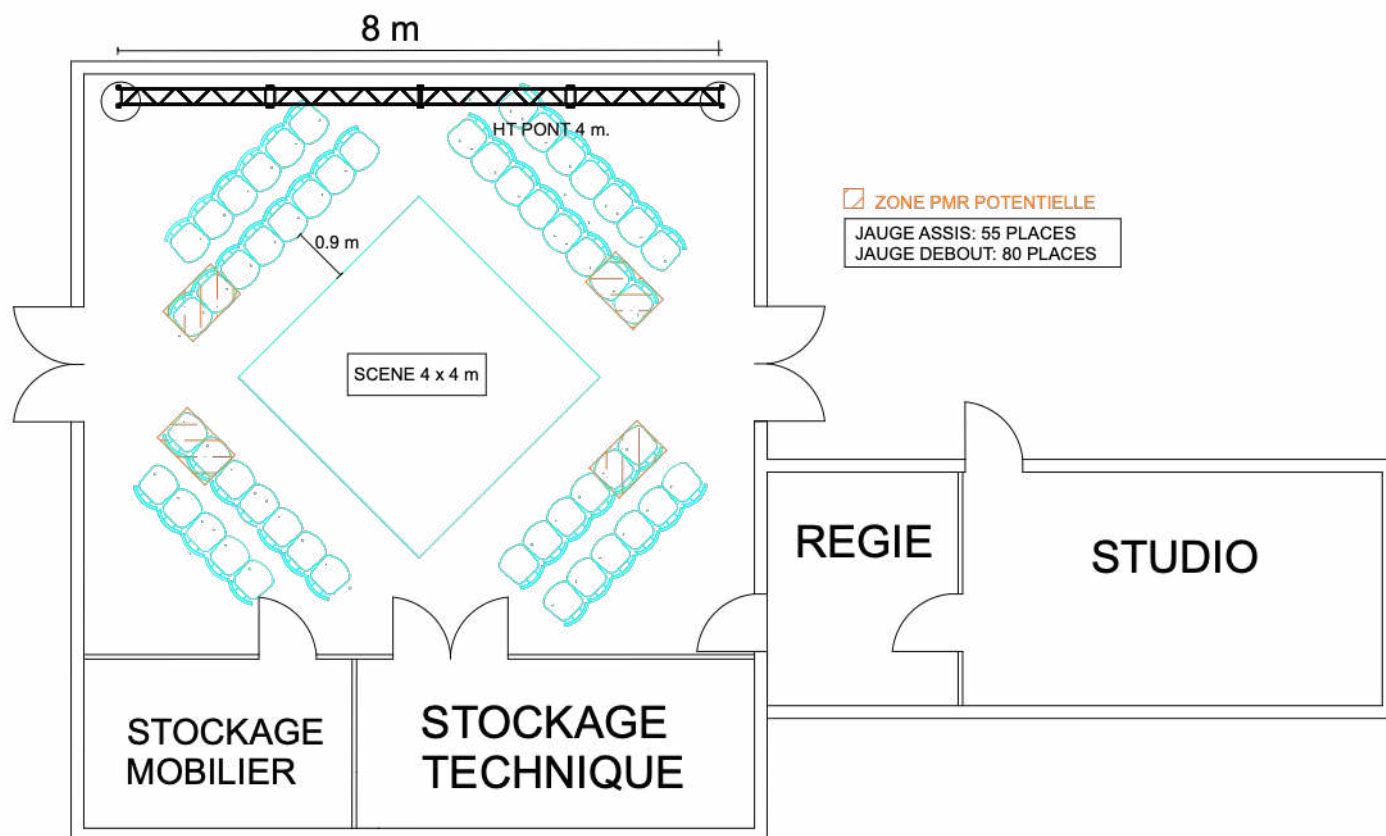 8 m
HT PONT 4 m.
ZONE PMR POTENTIELLE
JAUGE ASSIS: 55 PLACES
JAUGE DEBOUT: 80 PLACES
0.9 m
SCENE 4 x 4 m
REGIE
STUDIO
STOCKAGE
MOBILIER
STOCKAGE
TECHNIQUE